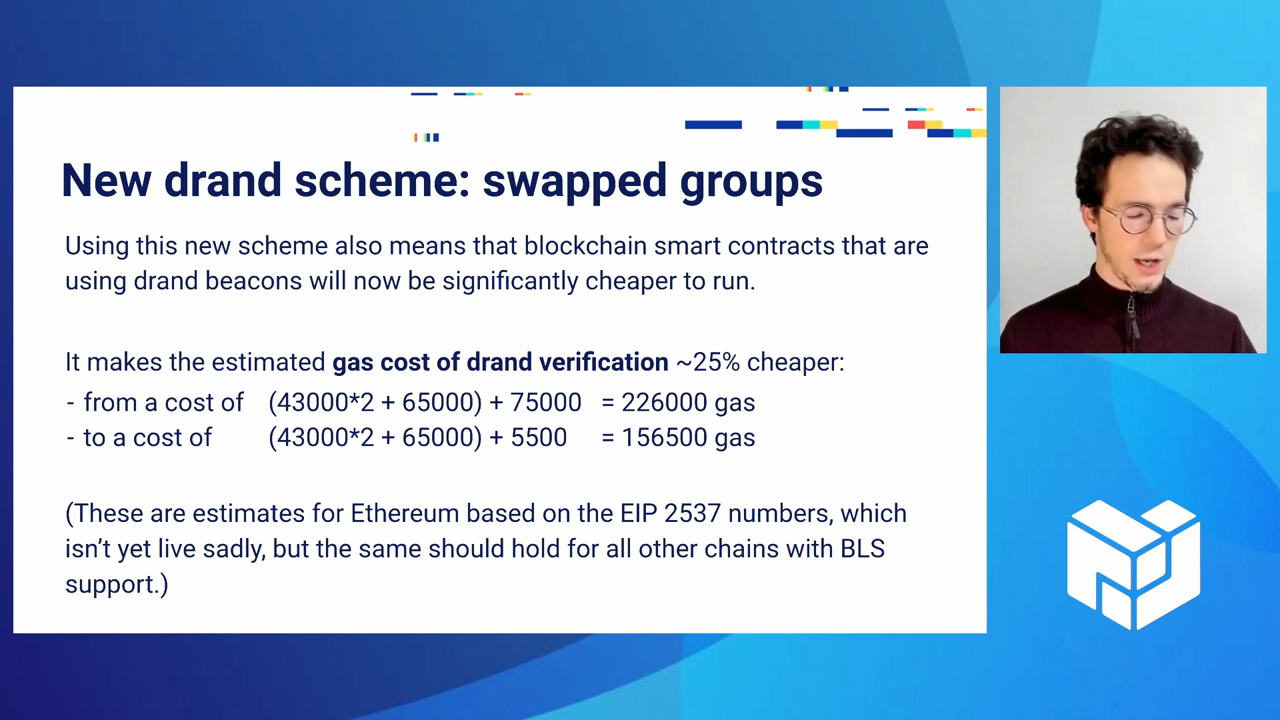 New drand scheme: swapped groups
Using this new scheme also means that blockchain smart contracts that are
using drand beacons will now be significantly cheaper to run.
It makes the estimated gas cost of drand verification ~25% cheaper:
- from a cost of (43000*2 + 65000) + 75000 = 226000 gas
- to a cost of (43000*2 + 65000) + 5500 = 156500 gas
(These are estimates for Ethereum based on the EIP 2537 numbers, which
isn't yet live sadly, but the same should hold for all other chains with BLS
support.)